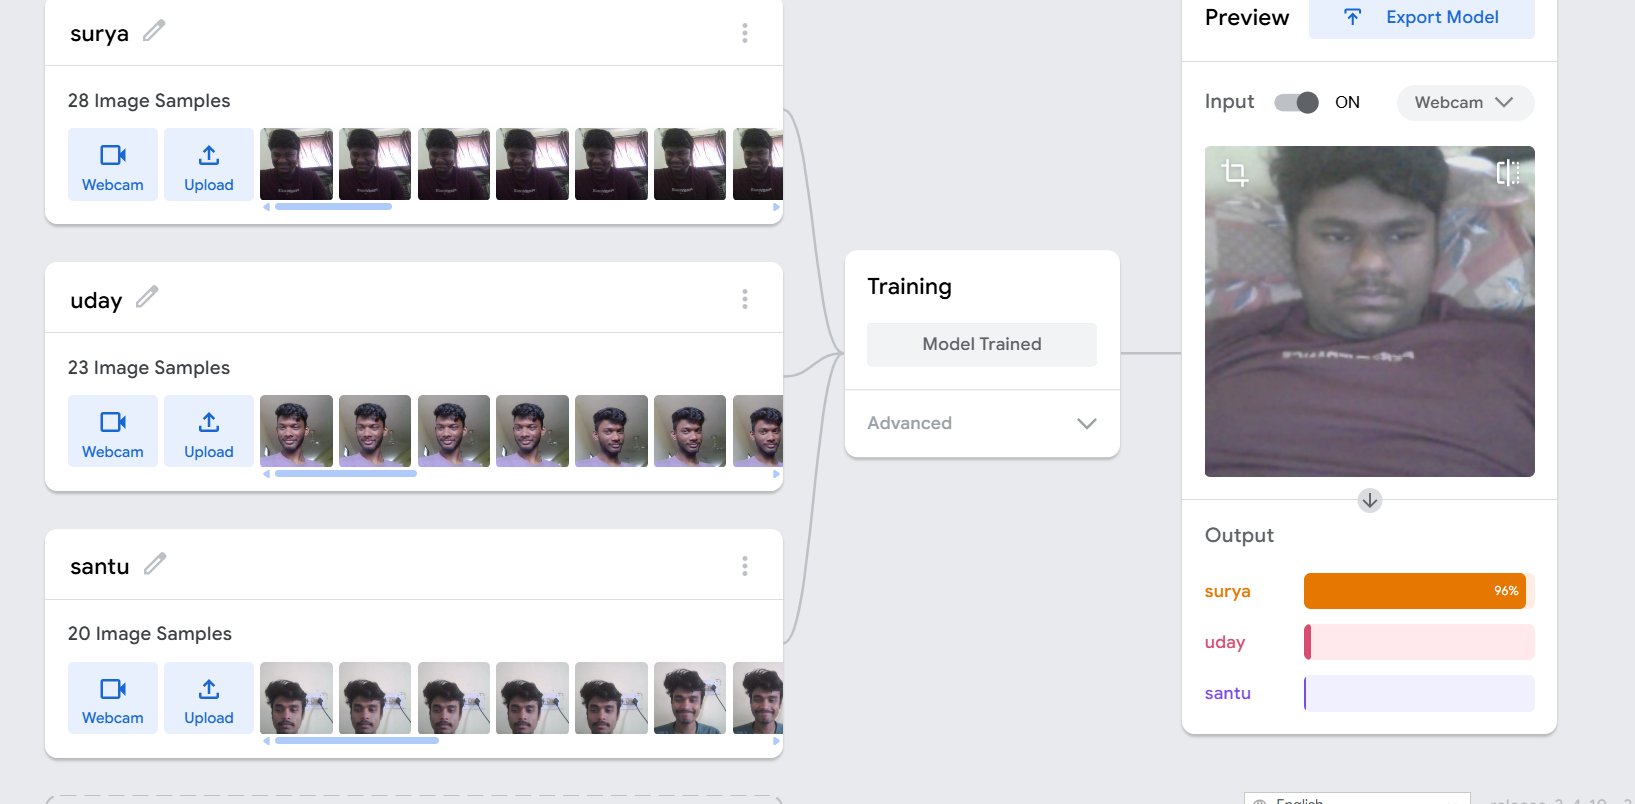 surya
28 Image Samples
Webcam
Upload
uday
23 Image Samples
Webcam
Upload
santu
20 Image Samples
Webcam
Upload
Training
Model Trained
Advanced
Preview
Export Model
Input
ON
Webcam
Output
surya
96%
uday
santu
English